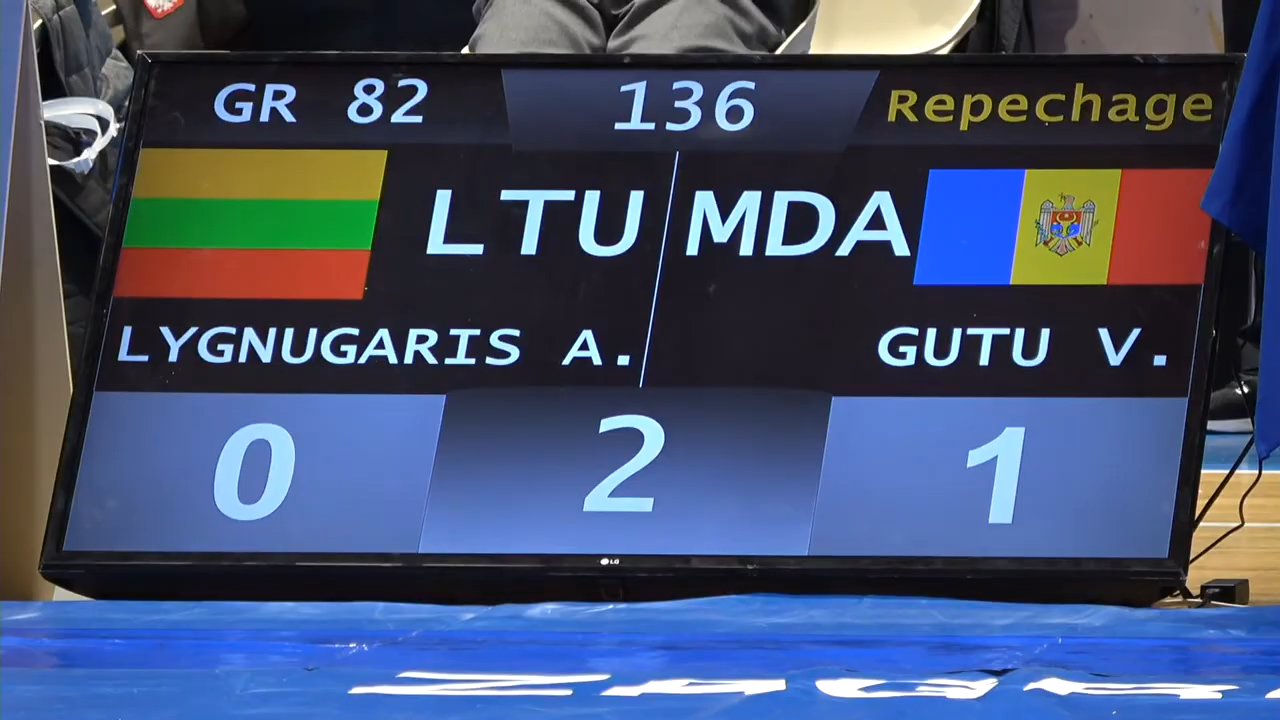 GR 82 136 Repechage
LTU MDA
LYGNUGARIS A. GUTU V.
0 2 1
LG